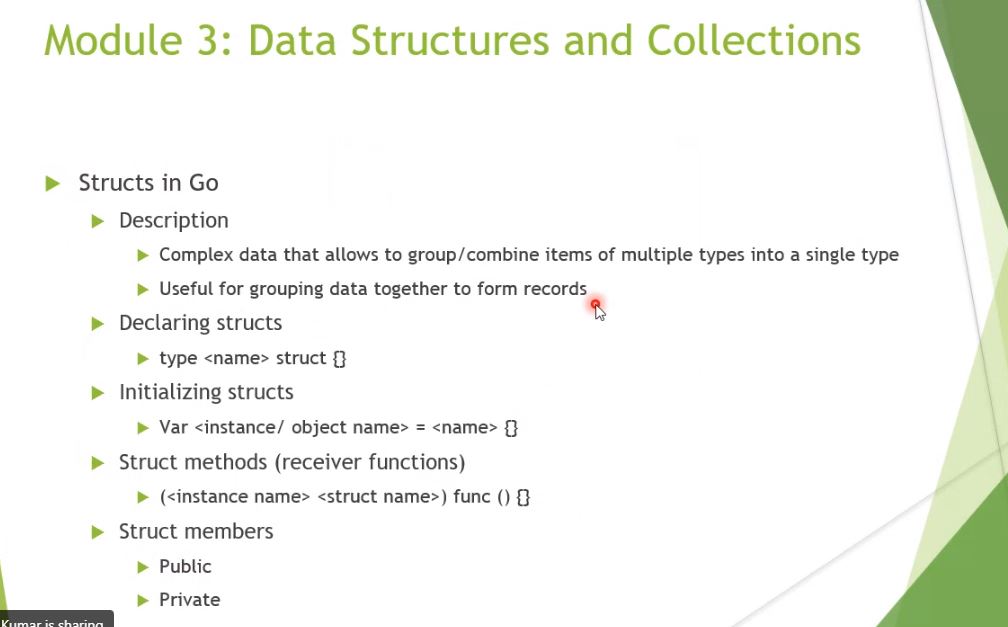 Module 3: Data Structures and Collections
Structs in Go
Description
Complex data that allows to group/combine items of multiple types into a single type
Useful for grouping data together to form records
Declaring structs
type <name> struct {}
Initializing structs
Var <instance/ object name> = <name> {}
Struct methods (receiver functions)
(<instance name> <struct name>) func () {}
Struct members
Public
Private
Kumar is sharing